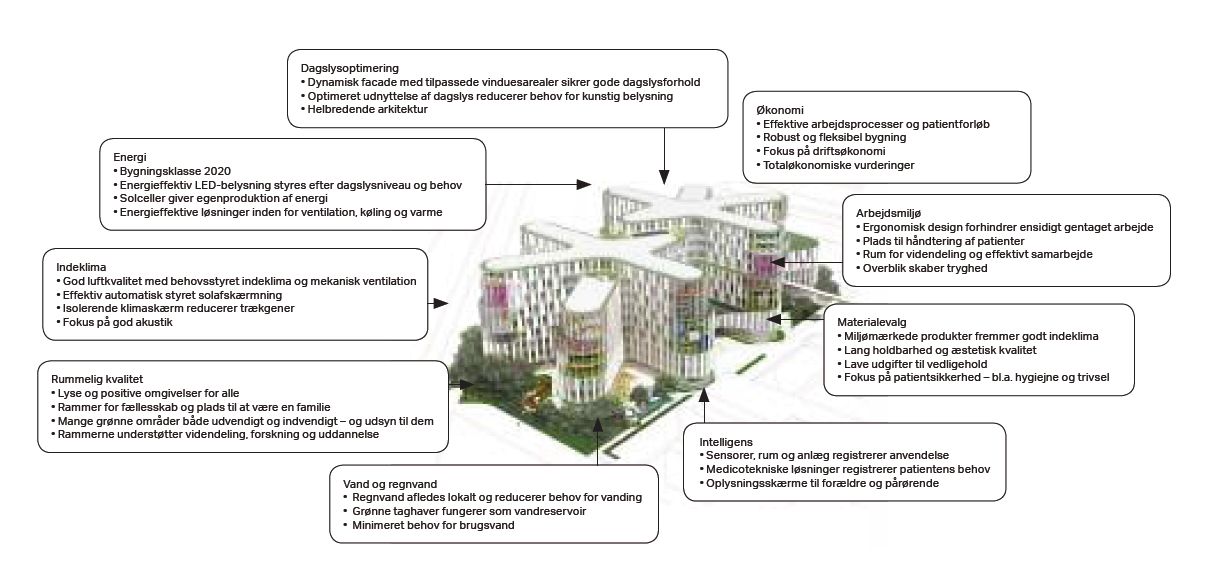 Dagslysoptimering
• Dynamisk facade med tilpassede vinduesarealer sikrer gode dagslysforhold
• Optimeret udnyttelse af dagslys reducerer behov for kunstig belysning
• Helbredende arkitektur
Økonomi
• Effektive arbejdsprocesser og patientforløb
• Robust og fleksibel bygning
• Fokus på driftsøkonomi
• Totaløkonomiske vurderinger
Energi
• Bygningsklasse 2020
• Energieffektiv LED-belysning styres efter dagslysniveau og behov
• Solceller giver egenproduktion af energi
• Energieffektive løsninger inden for ventilation, køling og varme
Arbejdsmiljø
• Ergonomisk design forhindrer ensidigt gentaget arbejde
• Plads til håndtering af patienter
• Rum for videndeling og effektivt samarbejde
• Overblik skaber tryghed
Indeklima
• God luftkvalitet med behovsstyret indeklima og mekanisk ventilation
• Effektiv automatisk styret solafskærmning
• Isolerende klimaskærm reducerer trækgener
• Fokus på god akustik
Materialevalg
• Miljømærkede produkter fremmer godt indeklima
• Lang holdbarhed og æstetisk kvalitet
• Lave udgifter til vedligehold
• Fokus på patientsikkerhed – bl.a. hygiejne og trivsel
Rummelig kvalitet
• Lyse og positive omgivelser for alle
• Rammer for fællesskab og plads til at være en familie
• Mange grønne områder både udvendigt og indvendigt – og udsyn til dem
• Rammerne understøtter videndeling, forskning og uddannelse
Intelligens
• Sensorer, rum og anlæg registrerer anvendelse
• Medicotekniske løsninger registrerer patientens behov
• Oplysningsskærme til forældre og pårørende
Vand og regnvand
• Regnvand afledes lokalt og reducerer behov for vanding
• Grønne taghaver fungerer som vandreservoir
• Minimeret behov for brugsvand